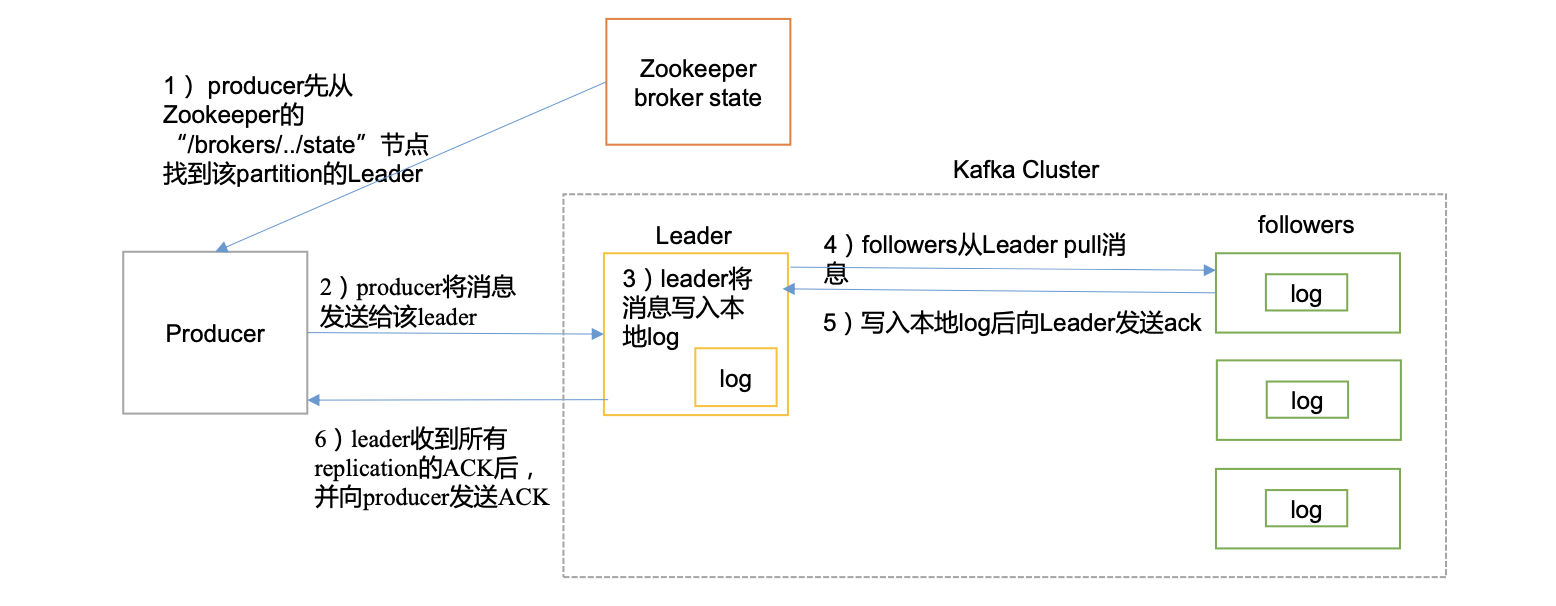 Zookeeper
broker state
1）producer先从
Zookeeper的
“/brokers/../state”节点
找到该partition的Leader
Kafka Cluster
Leader
followers
Producer
2）producer将消息
发送给该leader
3）leader将
消息写入本
地log
log
4）followers从Leader pull消
息
5）写入本地log后向Leader发送ack
log
log
log
6）leader收到所有
replication的ACK后，
并向producer发送ACK